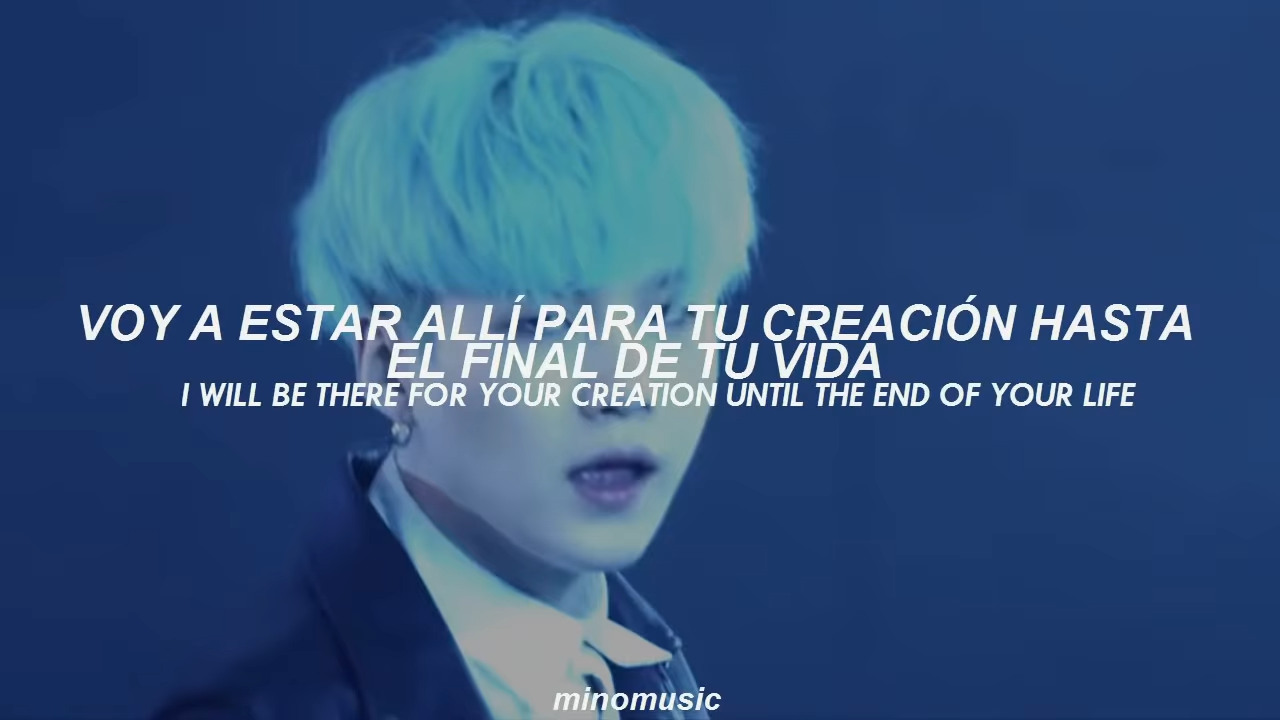 VOY A ESTAR ALLÍ PARA TU CREACIÓN HASTA
EL FINAL DE TU VIDA
I WILL BE THERE FOR YOUR CREATION UNTIL THE END OF YOUR LIFE
minomusic